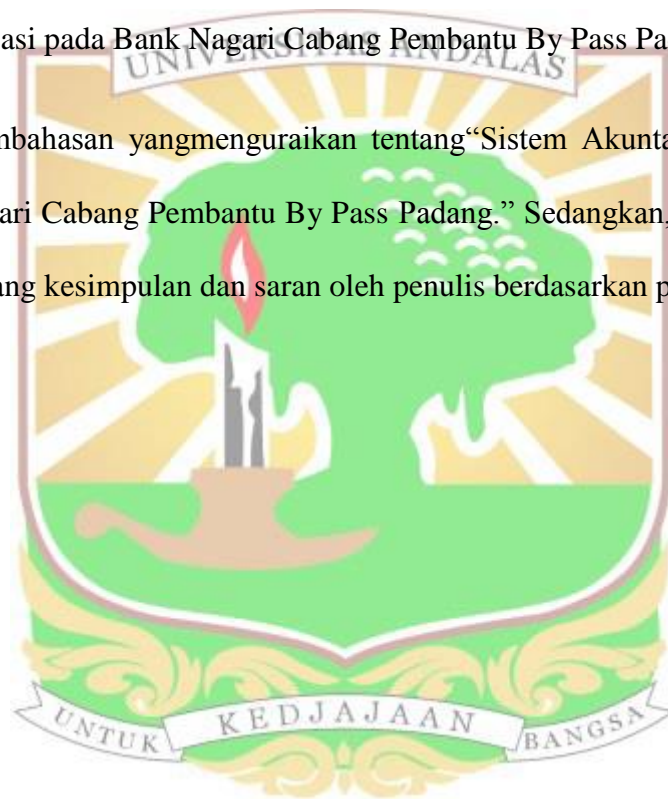 asi pada Bank Nagari Cabang Pembantu By Pass Pa
UNIVERSITAS ANDALAS
mbahasan yangmenguraikan tentang“Sistem Akunta
ari Cabang Pembantu By Pass Padang.” Sedangkan,
ang kesimpulan dan saran oleh penulis berdasarkan p
UNTUK KEDJAJAAN BANGSA